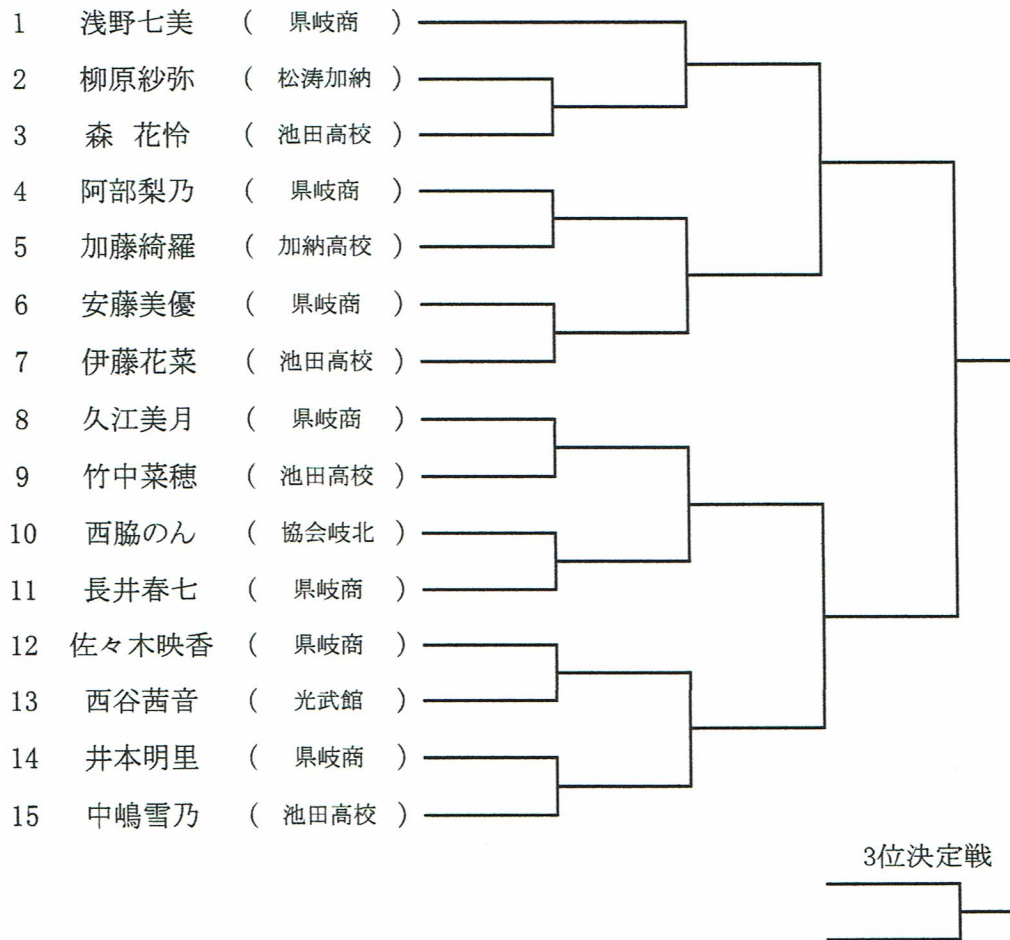 1 浅野七美 ( 県岐商 )
2 柳原紗弥 ( 松涛加納 )
3 森 花怜 ( 池田高校 )
4 阿部梨乃 ( 県岐商 )
5 加藤綺羅 ( 加納高校 )
6 安藤美優 ( 県岐商 )
7 伊藤花菜 ( 池田高校 )
8 久江美月 ( 県岐商 )
9 竹中菜穂 ( 池田高校 )
10 西脇のん ( 協会岐北 )
11 長井春七 ( 県岐商 )
12 佐々木映香 ( 県岐商 )
13 西谷茜音 ( 光武館 )
14 井本明里 ( 県岐商 )
15 中嶋雪乃 ( 池田高校 )
3位決定戦